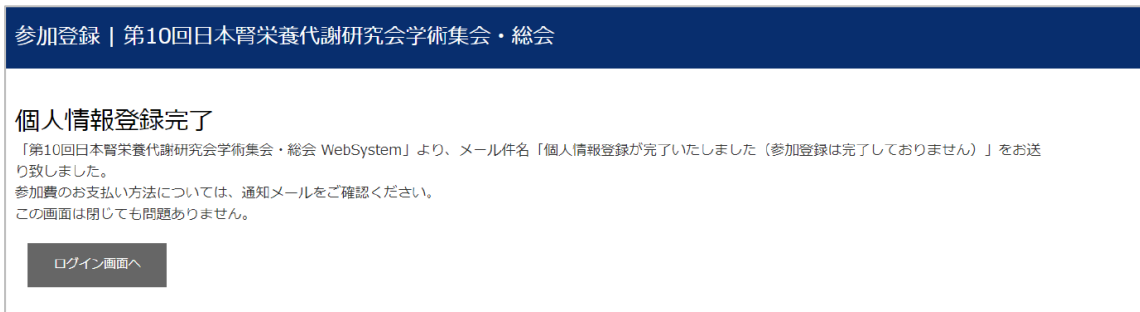 参加登録 | 第10回日本腎栄養代謝研究会学術集会・総会
個人情報登録完了
「第10回日本腎栄養代謝研究会学術集会・総会 WebSystem」より、メール件名「個人情報登録が完了いたしました（参加登録は完了しておりません）」をお送
り致しました。
参加費のお支払い方法については、通知メールをご確認ください。
この画面は閉じても問題ありません。
ログイン画面へ